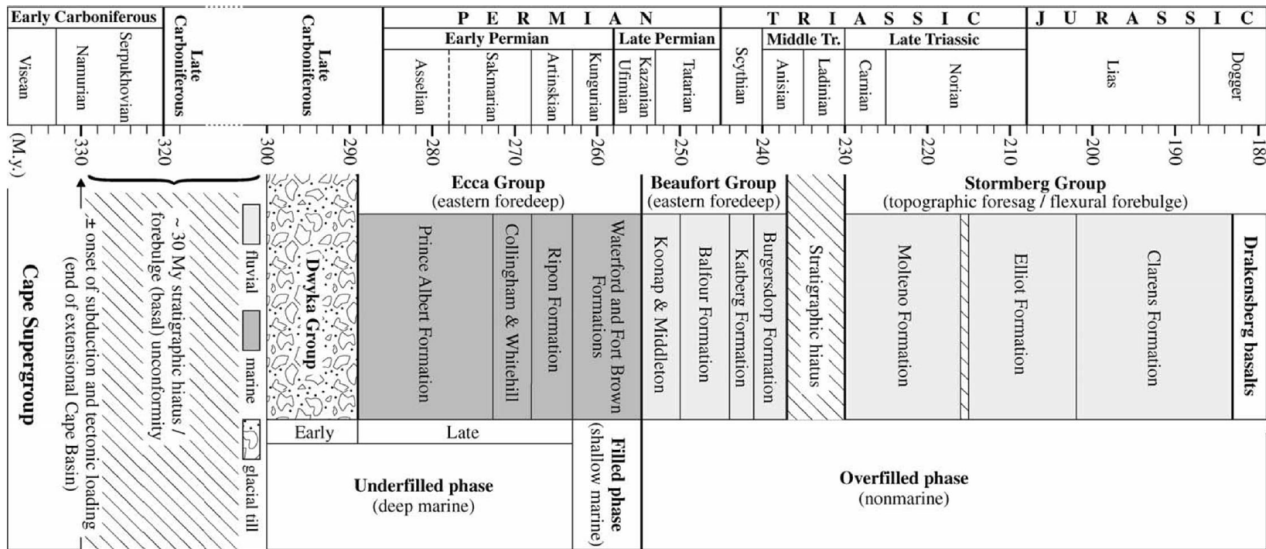 Early Carboniferous
Late Carboniferous
Late Carboniferous
PERMIAN
TRIASSIC
JURASSIC
Early Permian
Late Permian
Middle Tr.
Late Triassic
Visean
Namurian
Serpukhovian
Asselian
Sakmarian
Artinskian
Kungurian
Ufimian
Kazanian
Tatarian
Scythian
Anisian
Ladinian
Carnian
Norian
Lias
Dogger
(M.y.)
330
320
300
290
280
270
260
250
240
230
220
210
200
190
180
Cape Supergroup
± onset of subduction and tectonic loading
(end of extensional Cape Basin)
~ 30 My stratigraphic hiatus /
forebulge (basal) unconformity
fluvial
marine
glacial till
Dwyka Group
Ecca Group
(eastern foredeep)
Prince Albert Formation
Collingham & Whitehill
Ripon Formation
Waterford and Fort Brown
Formations
Beaufort Group
(eastern foredeep)
Koonap & Middleton
Balfour Formation
Katberg Formation
Burgersdorp Formation
Stratigraphic hiatus
Stormberg Group
(topographic foresag / flexural forebulge)
Molteno Formation
Elliot Formation
Clarens Formation
Drakensberg basalts
Early
Late
Underfilled phase
(deep marine)
Filled phase
(shallow marine)
Overfilled phase
(nonmarine)